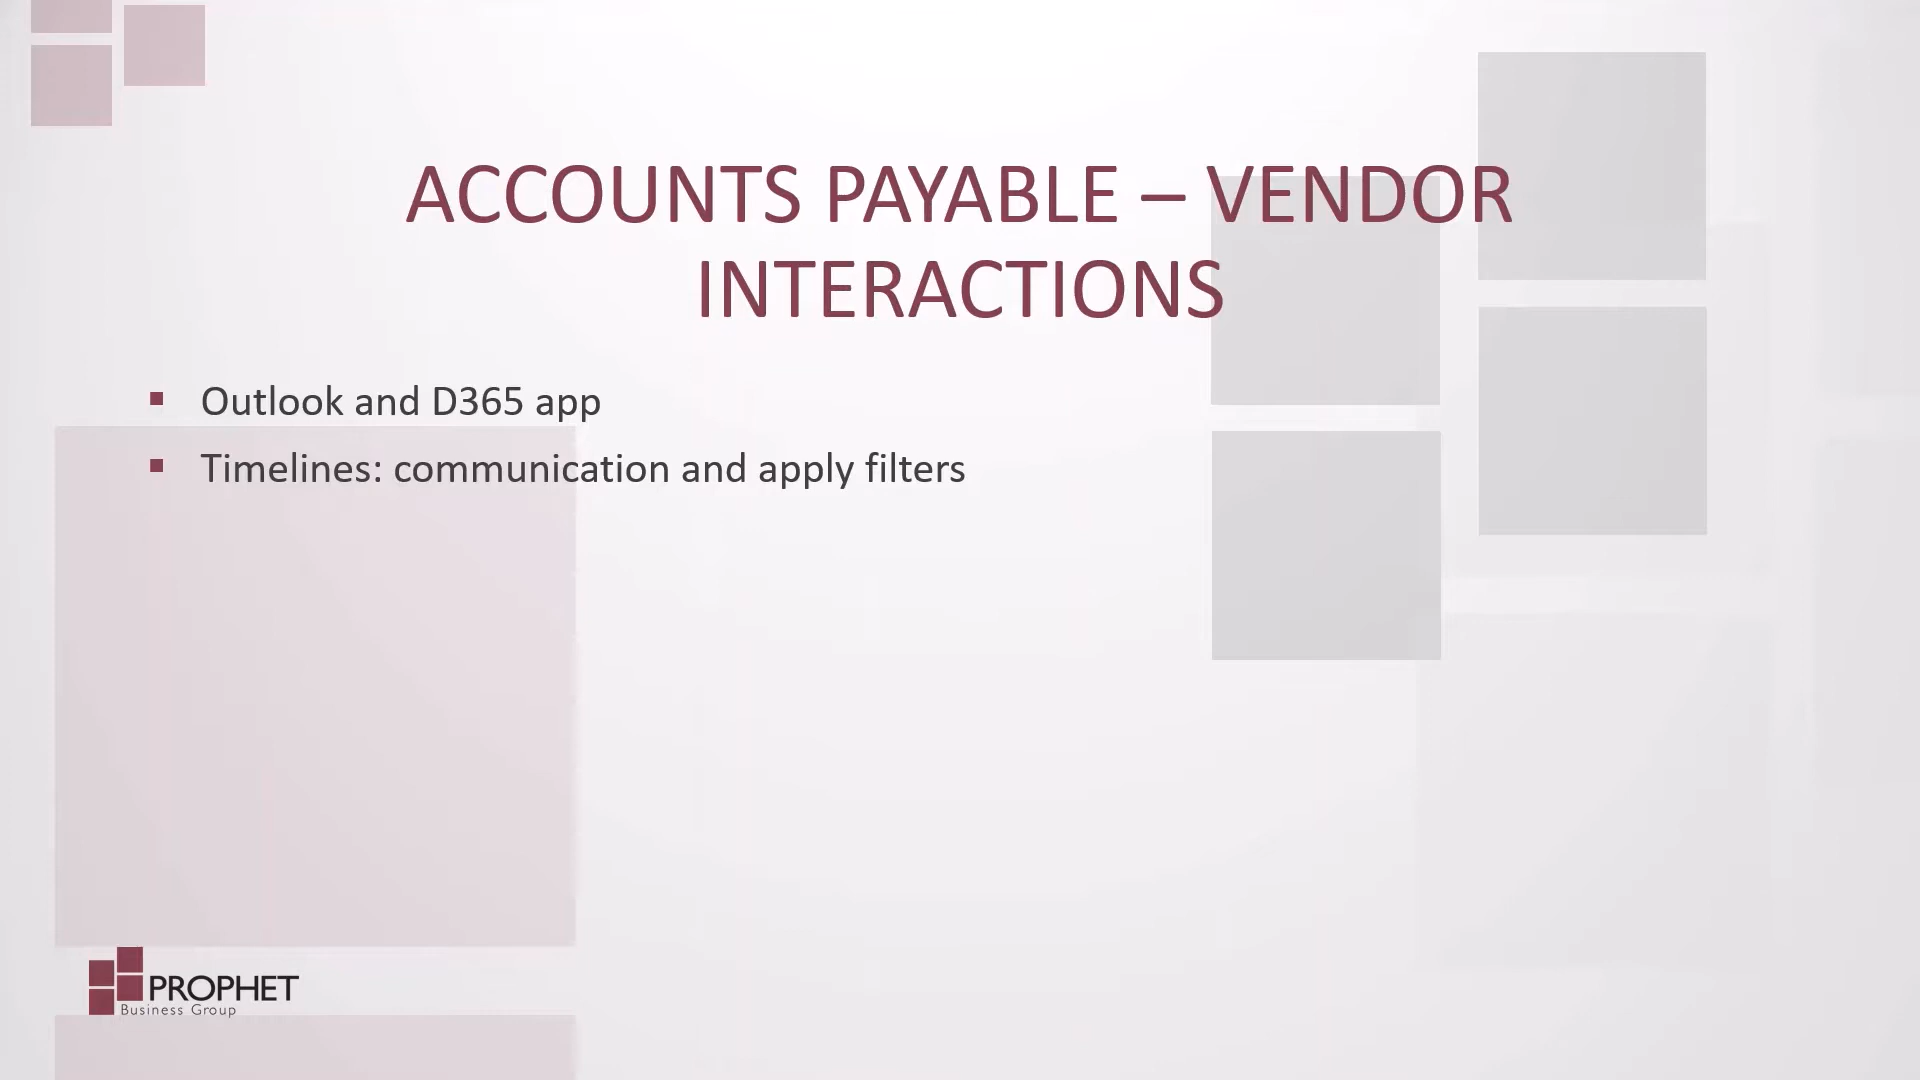 ACCOUNTS PAYABLE – VENDOR
INTERACTIONS
Outlook and D365 app
Timelines: communication and apply filters
PROPHET
Business Group